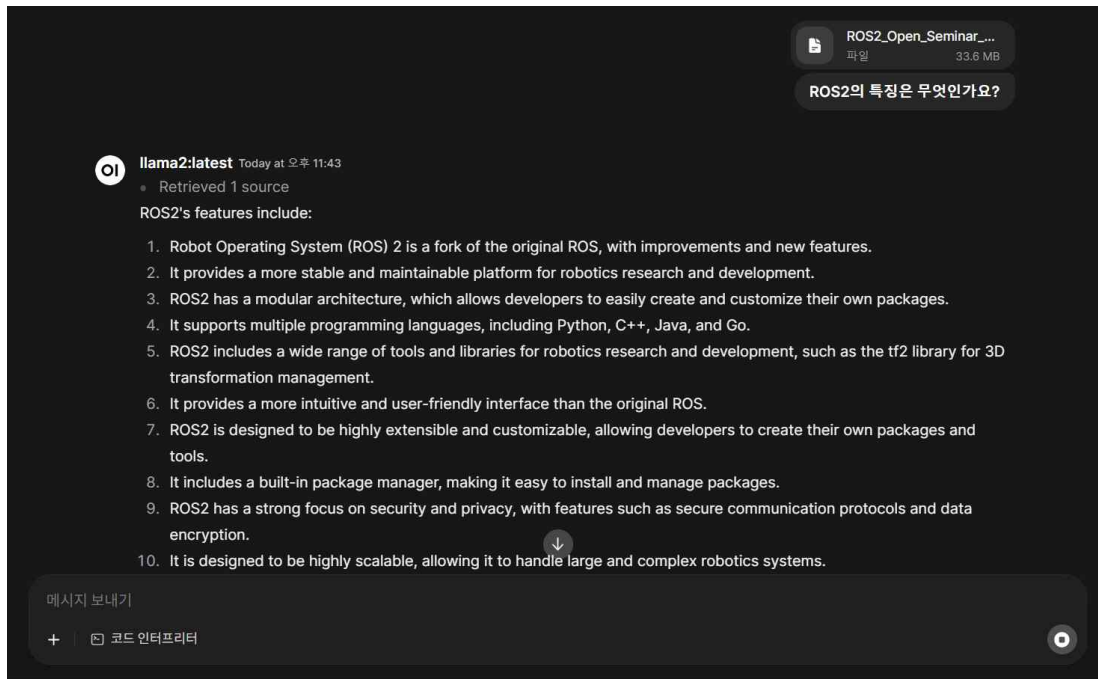 ROS2_Open_Seminar_...
파일 33.6 MB
ROS2의 특징은 무엇인가요?
OI
llama2:latest Today at 오후 11:43
Retrieved 1 source
ROS2's features include:
1. Robot Operating System (ROS) 2 is a fork of the original ROS, with improvements and new features.
2. It provides a more stable and maintainable platform for robotics research and development.
3. ROS2 has a modular architecture, which allows developers to easily create and customize their own packages.
4. It supports multiple programming languages, including Python, C++, Java, and Go.
5. ROS2 includes a wide range of tools and libraries for robotics research and development, such as the tf2 library for 3D
transformation management.
6. It provides a more intuitive and user-friendly interface than the original ROS.
7. ROS2 is designed to be highly extensible and customizable, allowing developers to create their own packages and
tools.
8. It includes a built-in package manager, making it easy to install and manage packages.
9. ROS2 has a strong focus on security and privacy, with features such as secure communication protocols and data
encryption.
10. It is designed to be highly scalable, allowing it to handle large and complex robotics systems.
메시지 보내기
코드 인터프리터